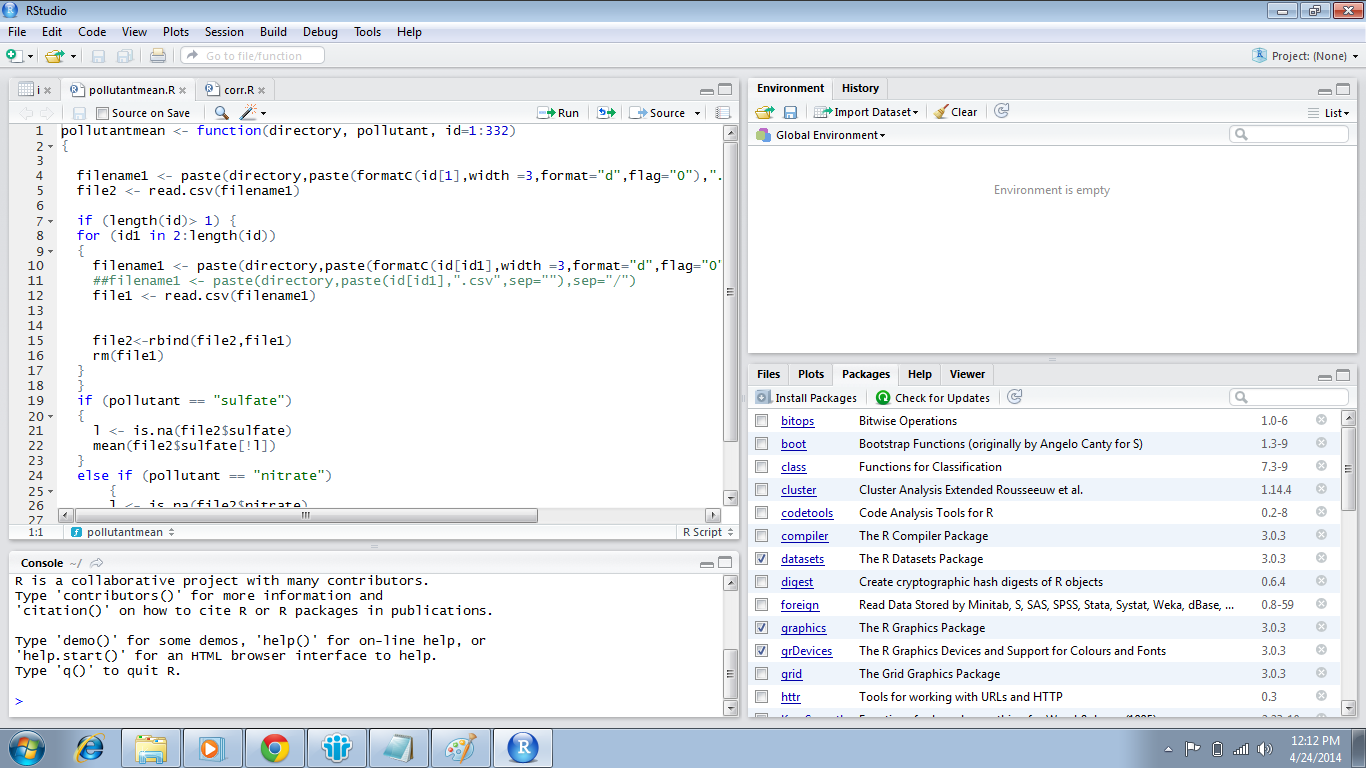 RStudio
File Edit Code View Plots Session Build Debug Tools Help
Go to file/function
Project: (None)
i
pollutantmean.R
corr.R
Source on Save
Run
Source
1 pollutantmean <- function(directory, pollutant, id=1:332)
2 {
3
4 filename1 <- paste(directory,paste(formatC(id[1],width =3,format="d",flag="0"),".
5 file2 <- read.csv(filename1)
6
7 if (length(id)> 1) {
8 for (id1 in 2:length(id))
9 {
10 filename1 <- paste(directory,paste(formatC(id[id1],width =3,format="d",flag="0"
11 ##filename1 <- paste(directory,paste(id[id1],".csv",sep=""),sep="/")
12 file1 <- read.csv(filename1)
13
14
15 file2<-rbind(file2,file1)
16 rm(file1)
17 }
18 }
19 if (pollutant == "sulfate")
20 {
21 l <- is.na(file2$sulfate)
22 mean(file2$sulfate[!l])
23 }
24 else if (pollutant == "nitrate")
25 {
26 l <- is.na(file2$nitrate)
27
1:1 pollutantmean R Script
Console ~/
R is a collaborative project with many contributors.
Type 'contributors()' for more information and
'citation()' on how to cite R or R packages in publications.
Type 'demo()' for some demos, 'help()' for on-line help, or
'help.start()' for an HTML browser interface to help.
Type 'q()' to quit R.
>
Environment History
Import Dataset Clear List
Global Environment
Environment is empty
Files Plots Packages Help Viewer
Install Packages Check for Updates
bitops Bitwise Operations 1.0-6
boot Bootstrap Functions (originally by Angelo Canty for S) 1.3-9
class Functions for Classification 7.3-9
cluster Cluster Analysis Extended Rousseeuw et al. 1.14.4
codetools Code Analysis Tools for R 0.2-8
compiler The R Compiler Package 3.0.3
datasets The R Datasets Package 3.0.3
digest Create cryptographic hash digests of R objects 0.6.4
foreign Read Data Stored by Minitab, S, SAS, SPSS, Stata, Systat, Weka, dBase, ... 0.8-59
graphics The R Graphics Package 3.0.3
grDevices The R Graphics Devices and Support for Colours and Fonts 3.0.3
grid The Grid Graphics Package 3.0.3
httr Tools for working with URLs and HTTP 0.3
12:12 PM
4/24/2014